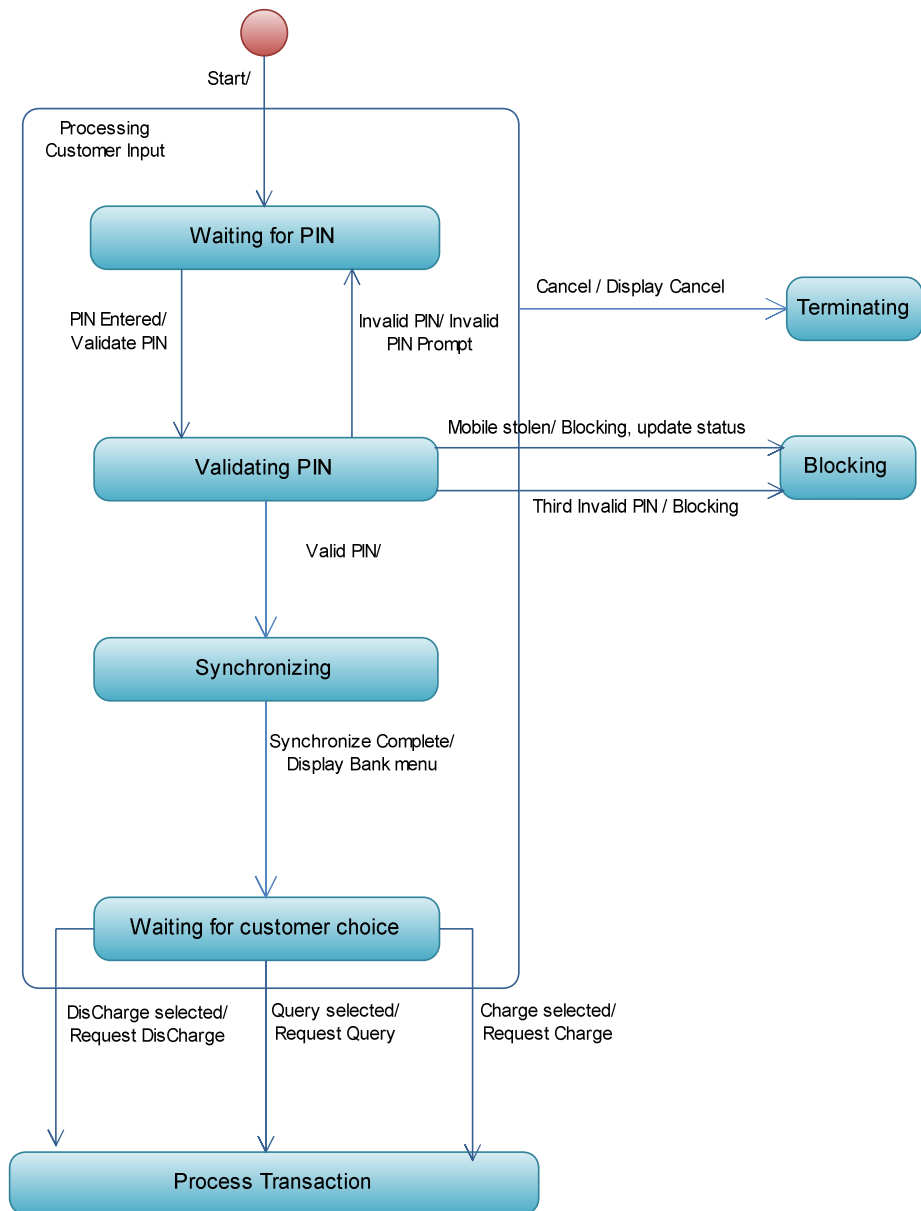 Start/
Processing
Customer Input
Waiting for PIN
Cancel / Display Cancel
Terminating
PIN Entered/
Validate PIN
Invalid PIN/ Invalid
PIN Prompt
Mobile stolen/ Blocking, update status
Validating PIN
Blocking
Third Invalid PIN / Blocking
Valid PIN/
Synchronizing
Synchronize Complete/
Display Bank menu
Waiting for customer choice
DisCharge selected/
Request DisCharge
Query selected/
Request Query
Charge selected/
Request Charge
Process Transaction